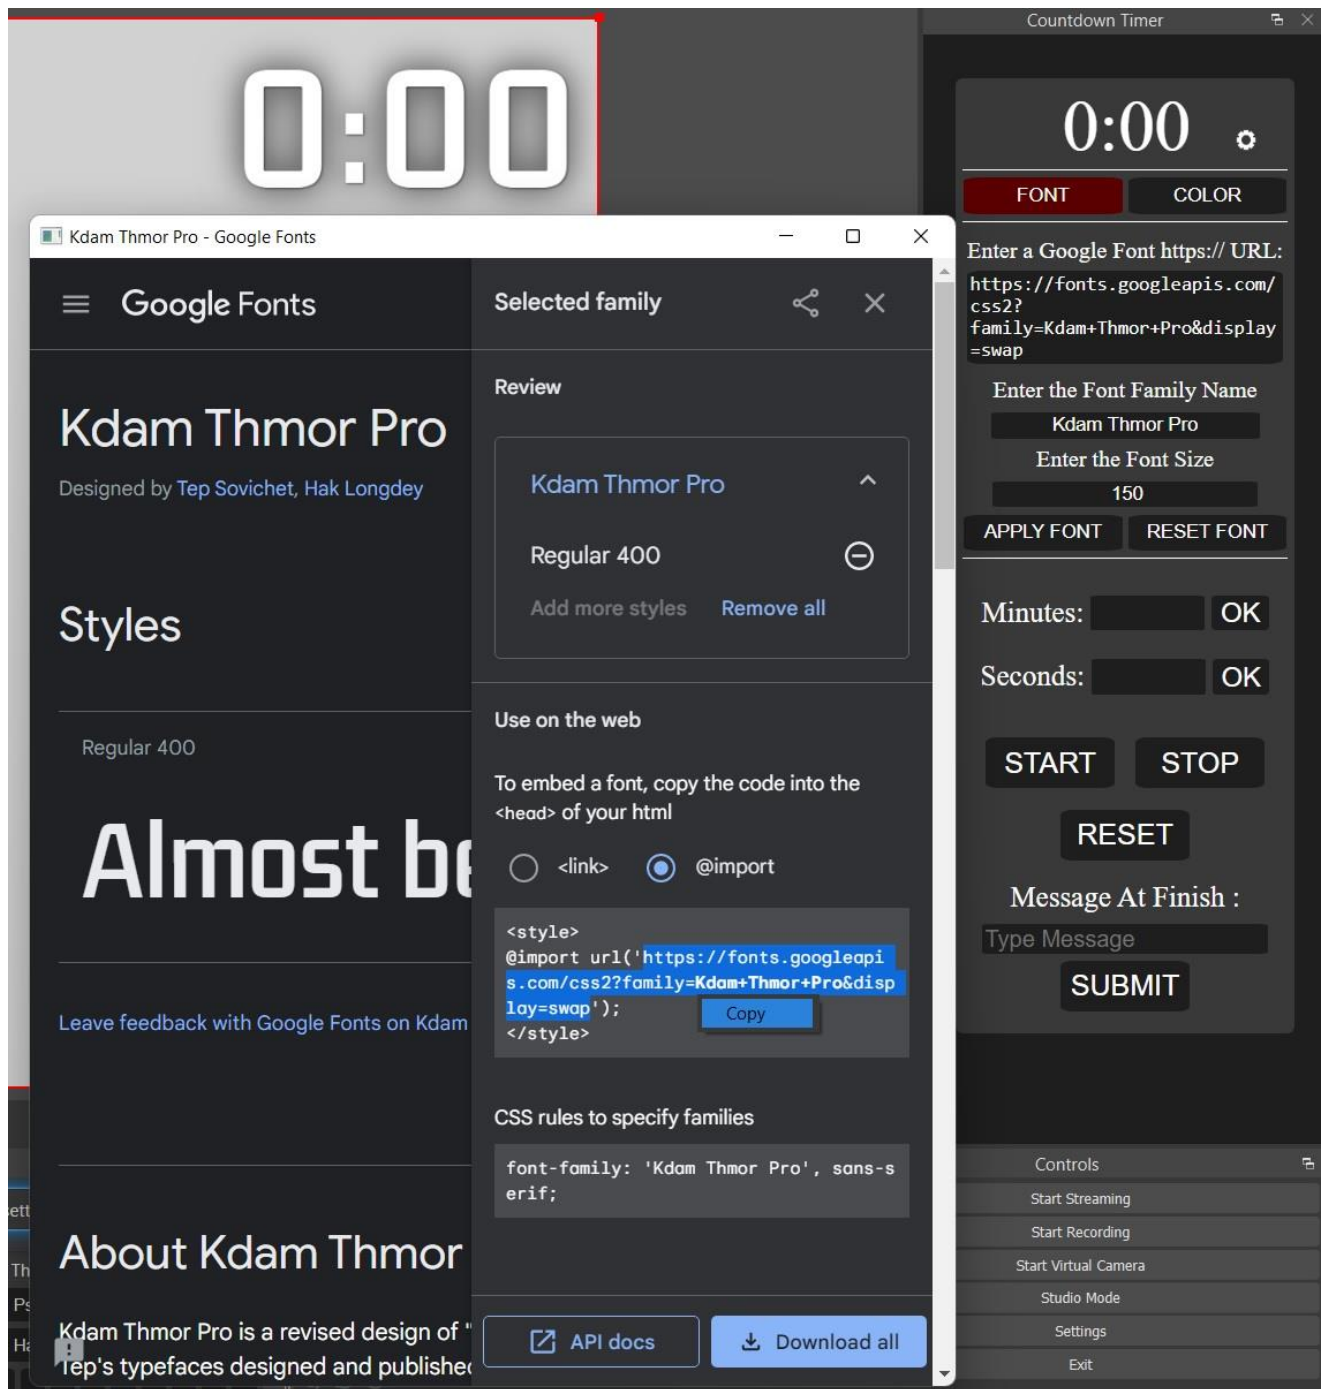 Countdown Timer
0:00
0:00
FONT
COLOR
Enter a Google Font https:// URL:
https://fonts.googleapis.com/
css2?
family=Kdam+Thmor+Pro&display
=swap
Enter the Font Family Name
Kdam Thmor Pro
Enter the Font Size
150
APPLY FONT
RESET FONT
Minutes:
OK
Seconds:
OK
START
STOP
RESET
Message At Finish :
Type Message
SUBMIT
Kdam Thmor Pro - Google Fonts
Google Fonts
Kdam Thmor Pro
Designed by Tep Sovichet, Hak Longdey
Styles
Regular 400
Almost be
Leave feedback with Google Fonts on Kdam
About Kdam Thmor
Kdam Thmor Pro is a revised design of "
Tep's typefaces designed and published
Selected family
Review
Kdam Thmor Pro
Regular 400
Add more styles
Remove all
Use on the web
To embed a font, copy the code into the
<head> of your html
<link>
@import
<style>
@import url('https://fonts.googleapi
s.com/css2?family=Kdam+Thmor+Pro&disp
lay=swap');
</style>
Copy
CSS rules to specify families
font-family: 'Kdam Thmor Pro', sans-s
erif;
API docs
Download all
Controls
Start Streaming
Start Recording
Start Virtual Camera
Studio Mode
Settings
Exit